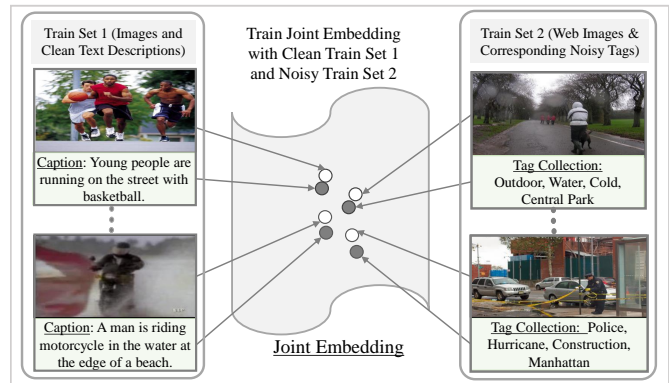 Train Set 1 (Images and
Clean Text Descriptions)
Caption: Young people are
running on the street with
basketball.
Caption: A man is riding
motorcycle in the water at
the edge of a beach.
Train Joint Embedding
with Clean Train Set 1
and Noisy Train Set 2
Joint Embedding
Train Set 2 (Web Images &
Corresponding Noisy Tags)
Tag Collection:
Outdoor, Water, Cold,
Central Park
Tag Collection: Police,
Hurricane, Construction,
Manhattan